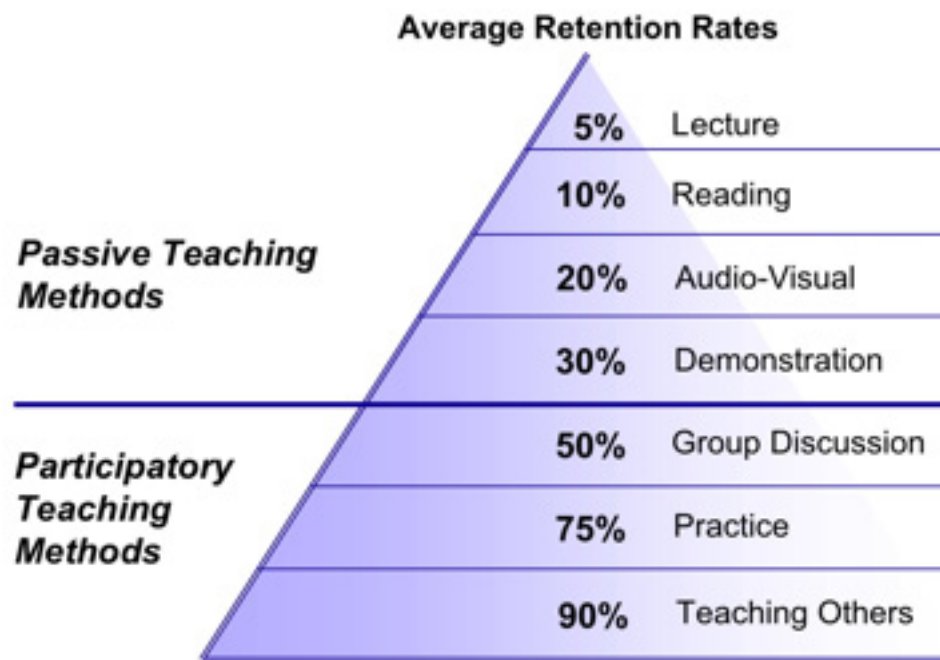 Average Retention Rates
5% Lecture
10% Reading
Passive Teaching
Methods
20% Audio-Visual
30% Demonstration
Participatory
Teaching
Methods
50% Group Discussion
75% Practice
90% Teaching Others